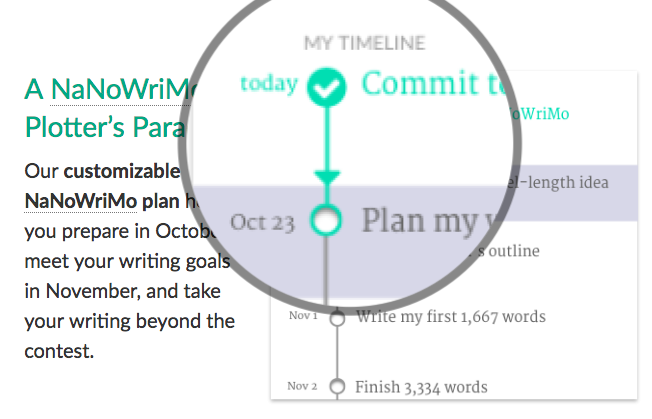 A NaNoWriMo
Plotter's Para
Our customizable
NaNoWriMo plan h
you prepare in Octob
meet your writing goals
in November, and take
your writing beyond the
contest.
MY TIMELINE
today Commit to
oWriMo
el-length idea
Oct 23 Plan my
's outline
Nov 1 Write my first 1,667 words
Nov 2 Finish 3,334 words